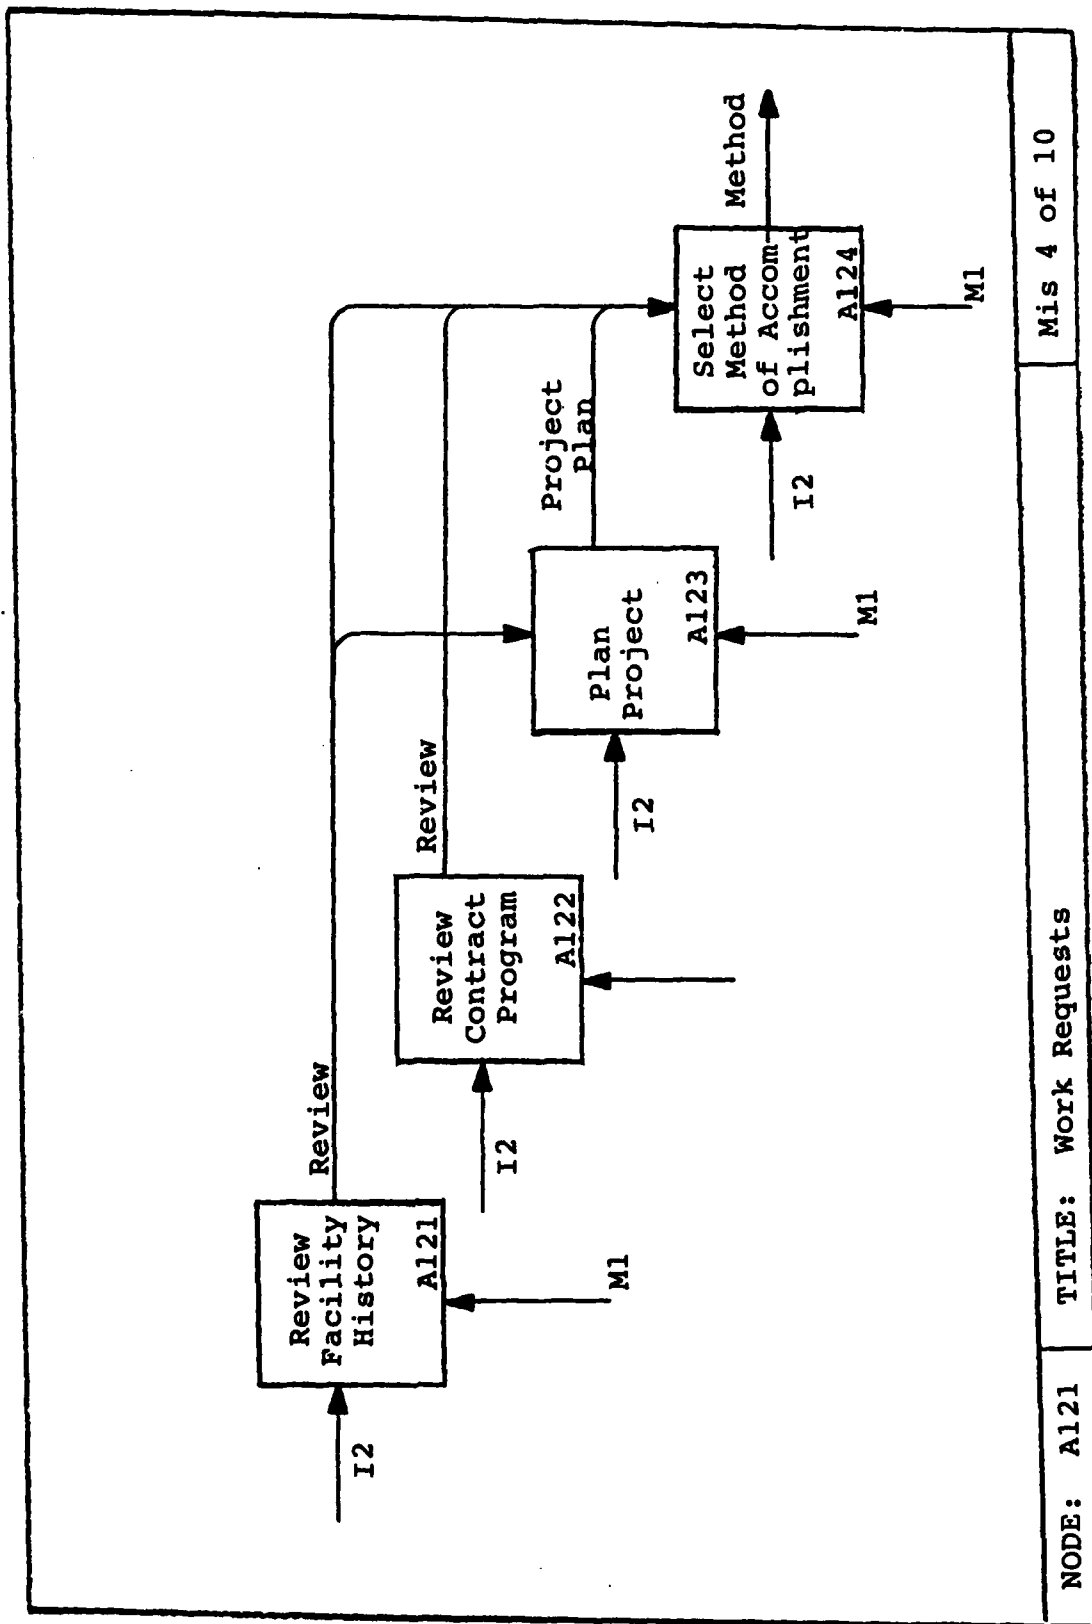 I2
Review
Facility
History
A121
M1
Review
I2
Review
Contract
Program
A122
Review
I2
Plan
Project
A123
M1
Project
Plan
I2
Select
Method
of Accom-
plishment
A124
M1
Method
NODE: A121
TITLE: Work Requests
Mis 4 of 10